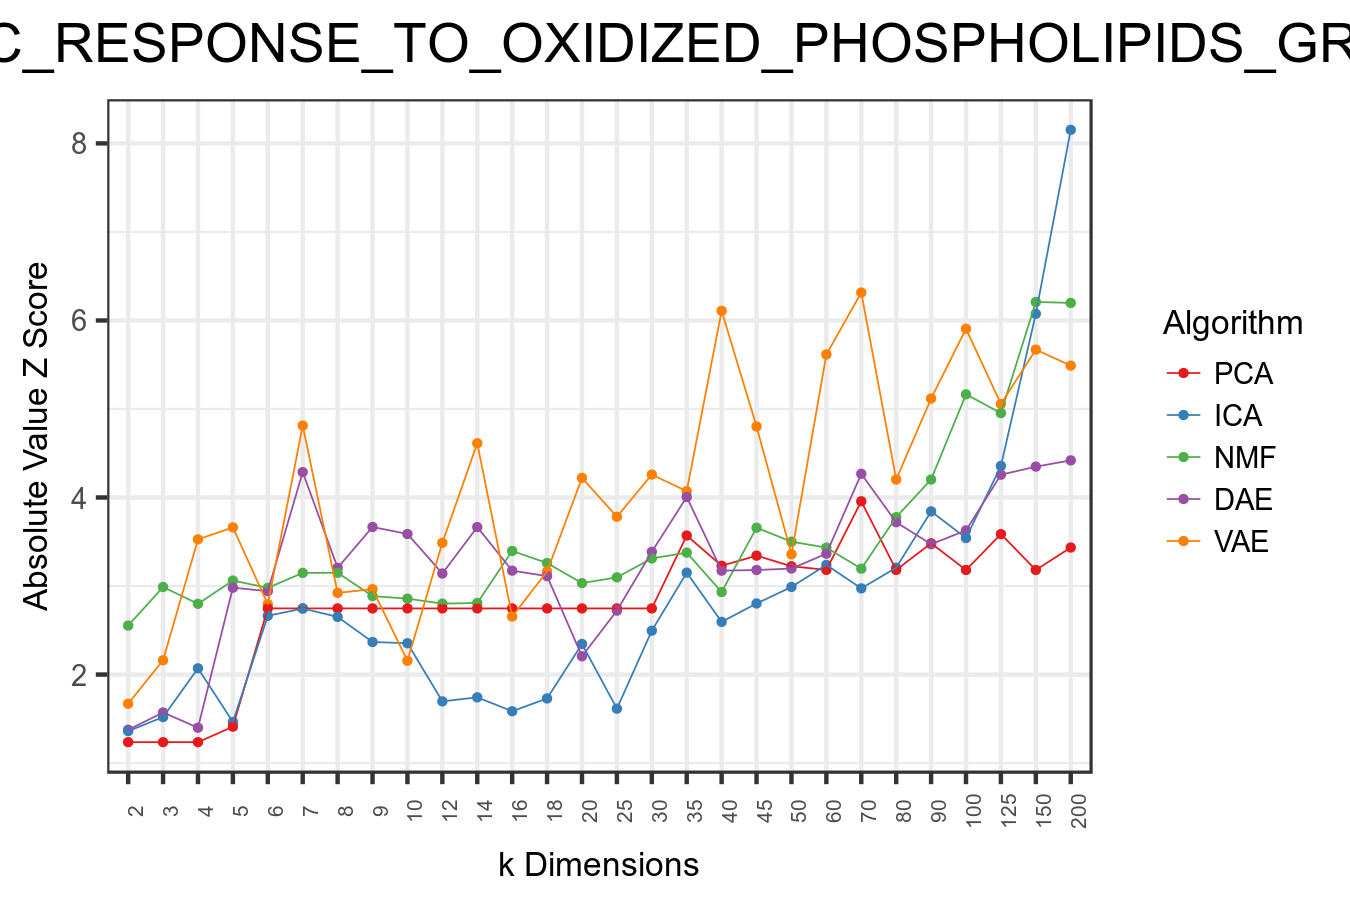 C_RESPONSE_TO_OXIDIZED_PHOSPHOLIPIDS_GR
8
6
4
2
Absolute Value Z Score
2 3 4 5 6 7 8 9 10 12 14 16 18 20 25 30 35 40 45 50 60 70 80 90 100 125 150 200
k Dimensions
Algorithm
PCA
ICA
NMF
DAE
VAE